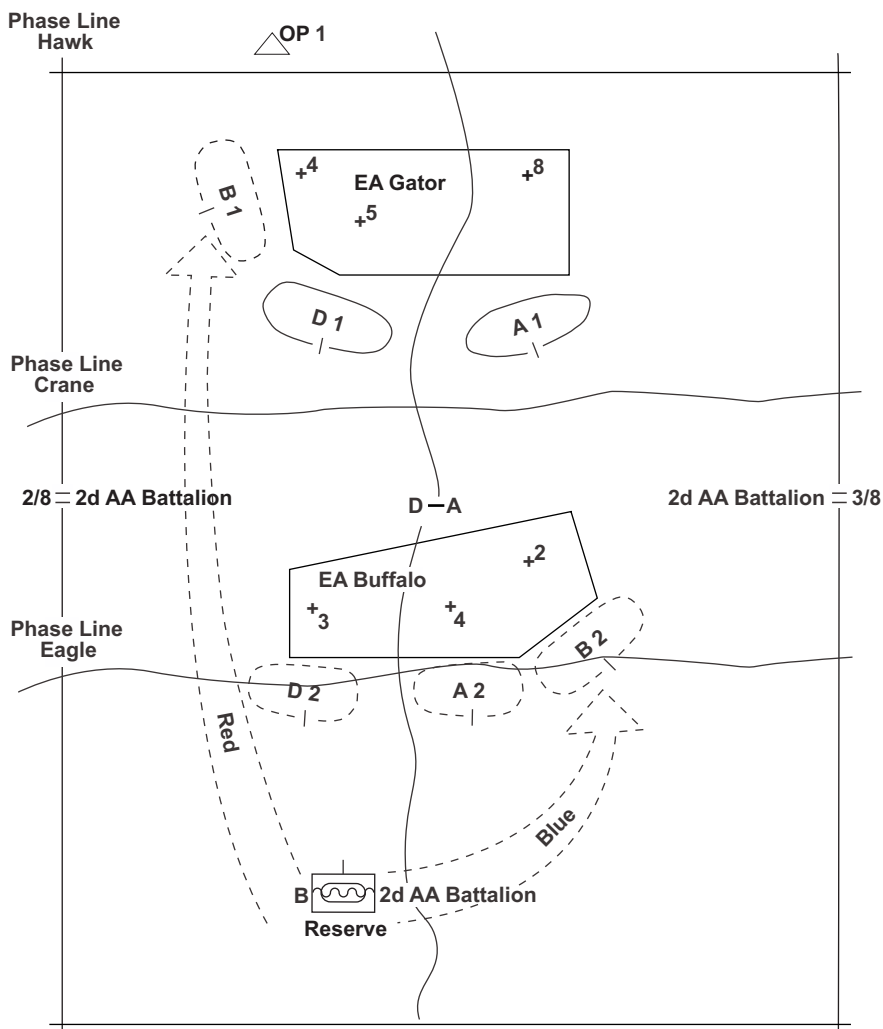 Phase Line
Hawk
OP 1
4
8
EA Gator
5
B 1
D 1
A 1
Phase Line
Crane
2/8
2d AA Battalion
D
A
2d AA Battalion
3/8
2
EA Buffalo
3
4
Phase Line
Eagle
B 2
D 2
A 2
Red
Blue
B
2d AA Battalion
Reserve